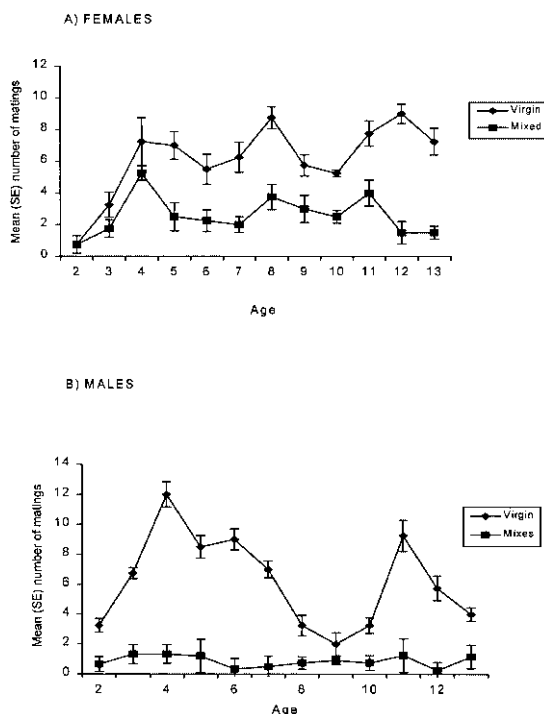 A) FEMALES
Mean (SE) number of matings
12
10
8
6
4
2
0
2 3 4 5 6 7 8 9 10 11 12 13
Age
Virgin
Mixed
B) MALES
Mean (SE) number of matings
14
12
10
8
6
4
2
0
2 4 6 8 10 12
Age
Virgin
Mixes